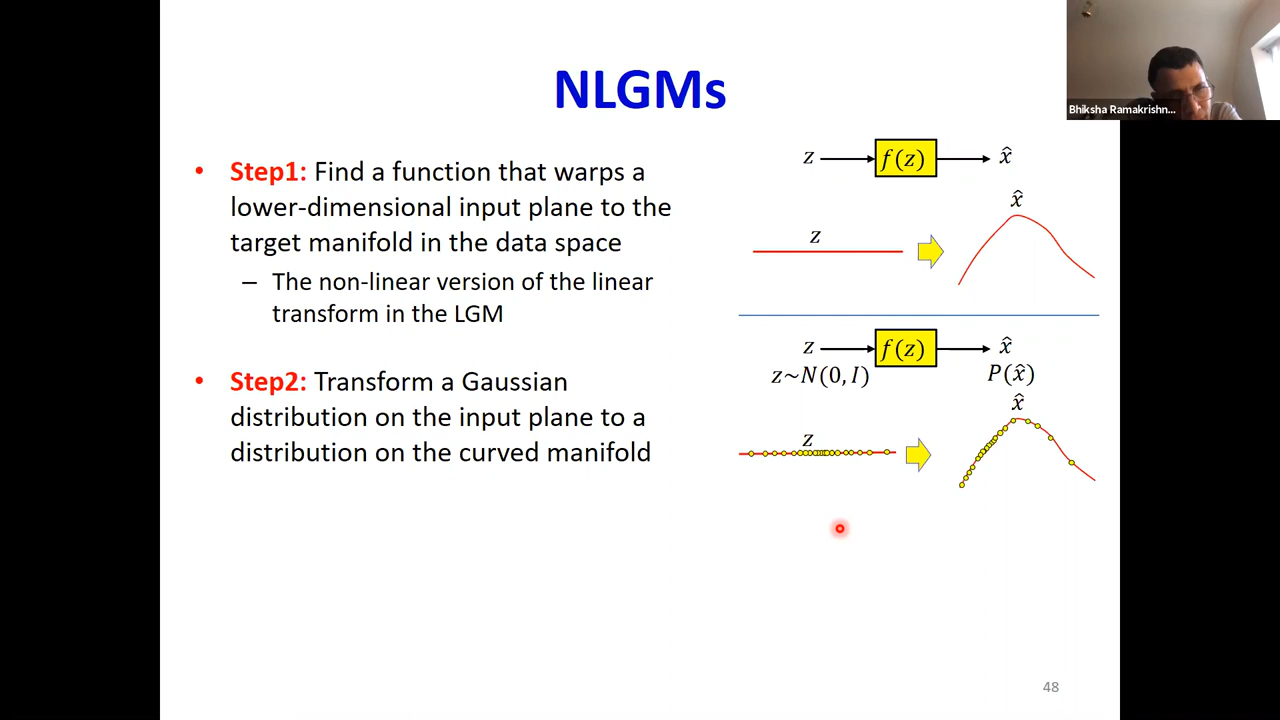 NLGMs
Bhiksha Ramakrishn...
• Step1: Find a function that warps a
lower-dimensional input plane to the
target manifold in the data space
– The non-linear version of the linear
transform in the LGM
• Step2: Transform a Gaussian
distribution on the input plane to a
distribution on the curved manifold
z f(z) x̂
x̂
z
z f(z) x̂
z~N(0, I) P(x̂)
x̂
z
48